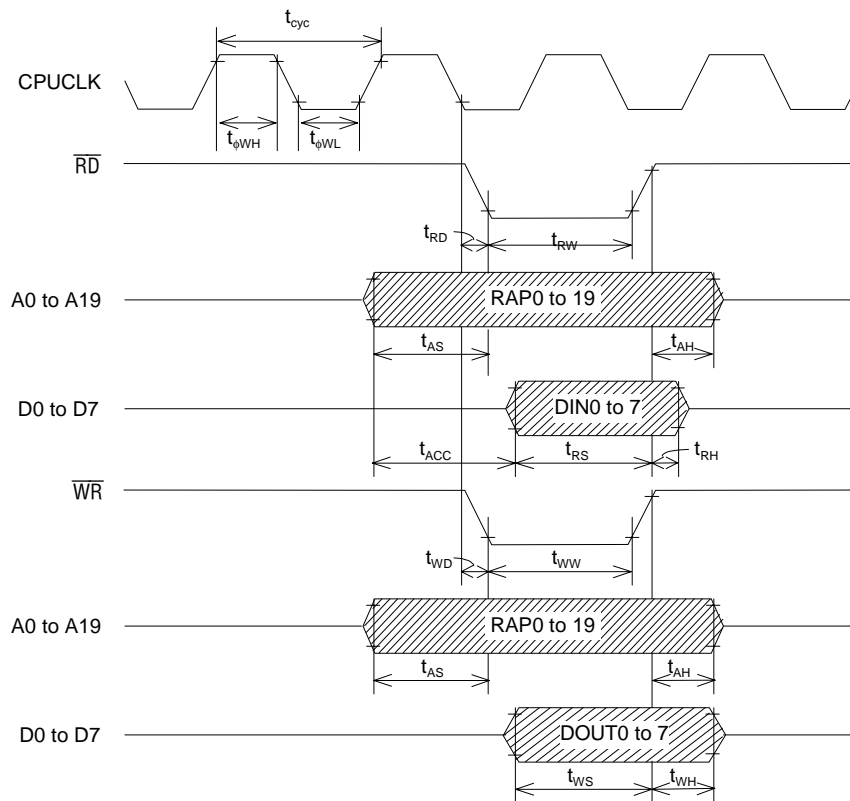 tcyc
CPUCLK
tφWH tφWL
RD
tRD tRW
A0 to A19 RAP0 to 19
tAS tAH
D0 to D7 DIN0 to 7
tACC tRS tRH
WR
tWD tWW
A0 to A19 RAP0 to 19
tAS tAH
D0 to D7 DOUT0 to 7
tWS tWH